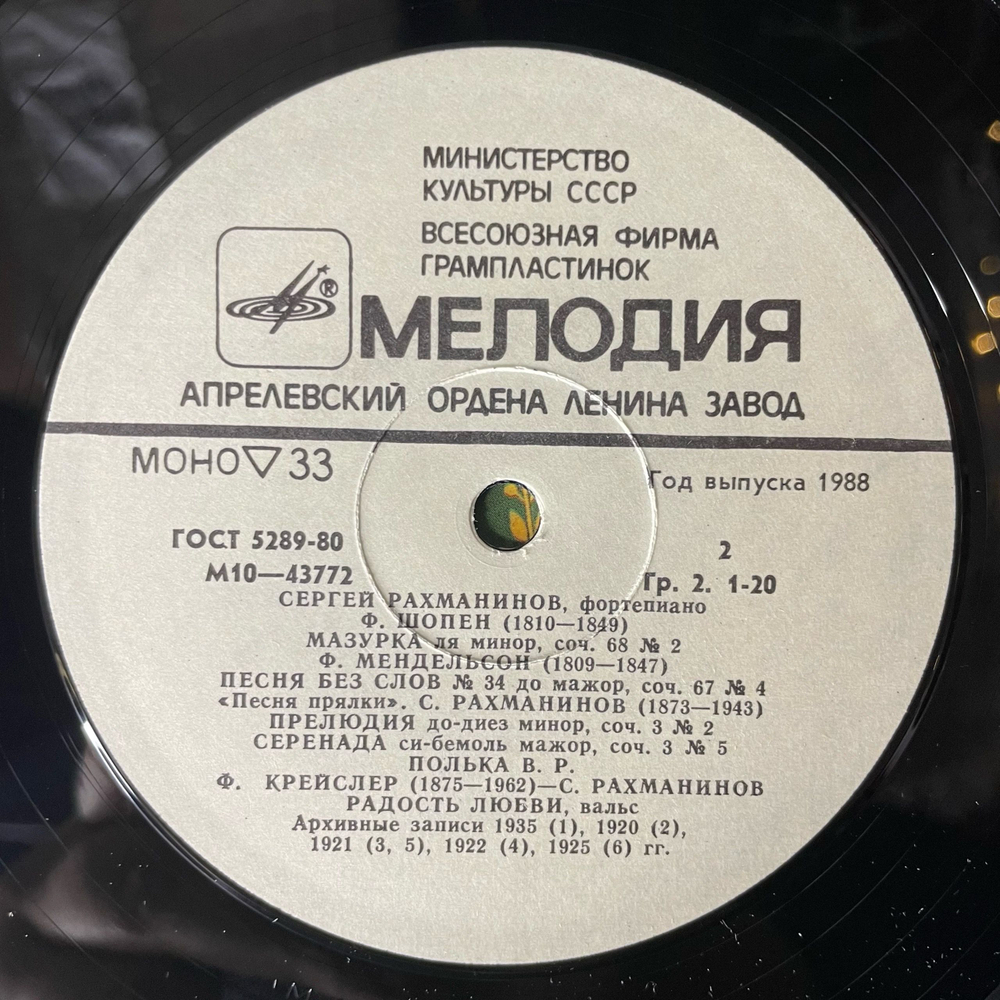 МИНИСТЕРСТВО
КУЛЬТУРЫ СССР
ВСЕСОЮЗНАЯ ФИРМА
ГРАМПЛАСТИНОК
®
МЕЛОДИЯ
АПРЕЛЕВСКИЙ ОРДЕНА ЛЕНИНА ЗАВОД
МОНО ▽ 33
Год выпуска 1988
ГОСТ 5289-80
2
М10—43772
Гр. 2. 1-20
СЕРГЕЙ РАХМАНИНОВ, фортепиано
Ф. ШОПЕН (1810—1849)
МАЗУРКА ля минор, соч. 68 № 2
Ф. МЕНДЕЛЬСОН (1809—1847)
ПЕСНЯ БЕЗ СЛОВ № 34 до мажор, соч. 67 № 4
«Песня прялки». С. РАХМАНИНОВ (1873—1943)
ПРЕЛЮДИЯ до-диез минор, соч. 3 № 2
СЕРЕНАДА си-бемоль мажор, соч. 3 № 5
ПОЛЬКА В. Р.
Ф. КРЕЙСЛЕР (1875—1962)—С. РАХМАНИНОВ
РАДОСТЬ ЛЮБВИ, вальс
Архивные записи 1935 (1), 1920 (2),
1921 (3, 5), 1922 (4), 1925 (6) гг.